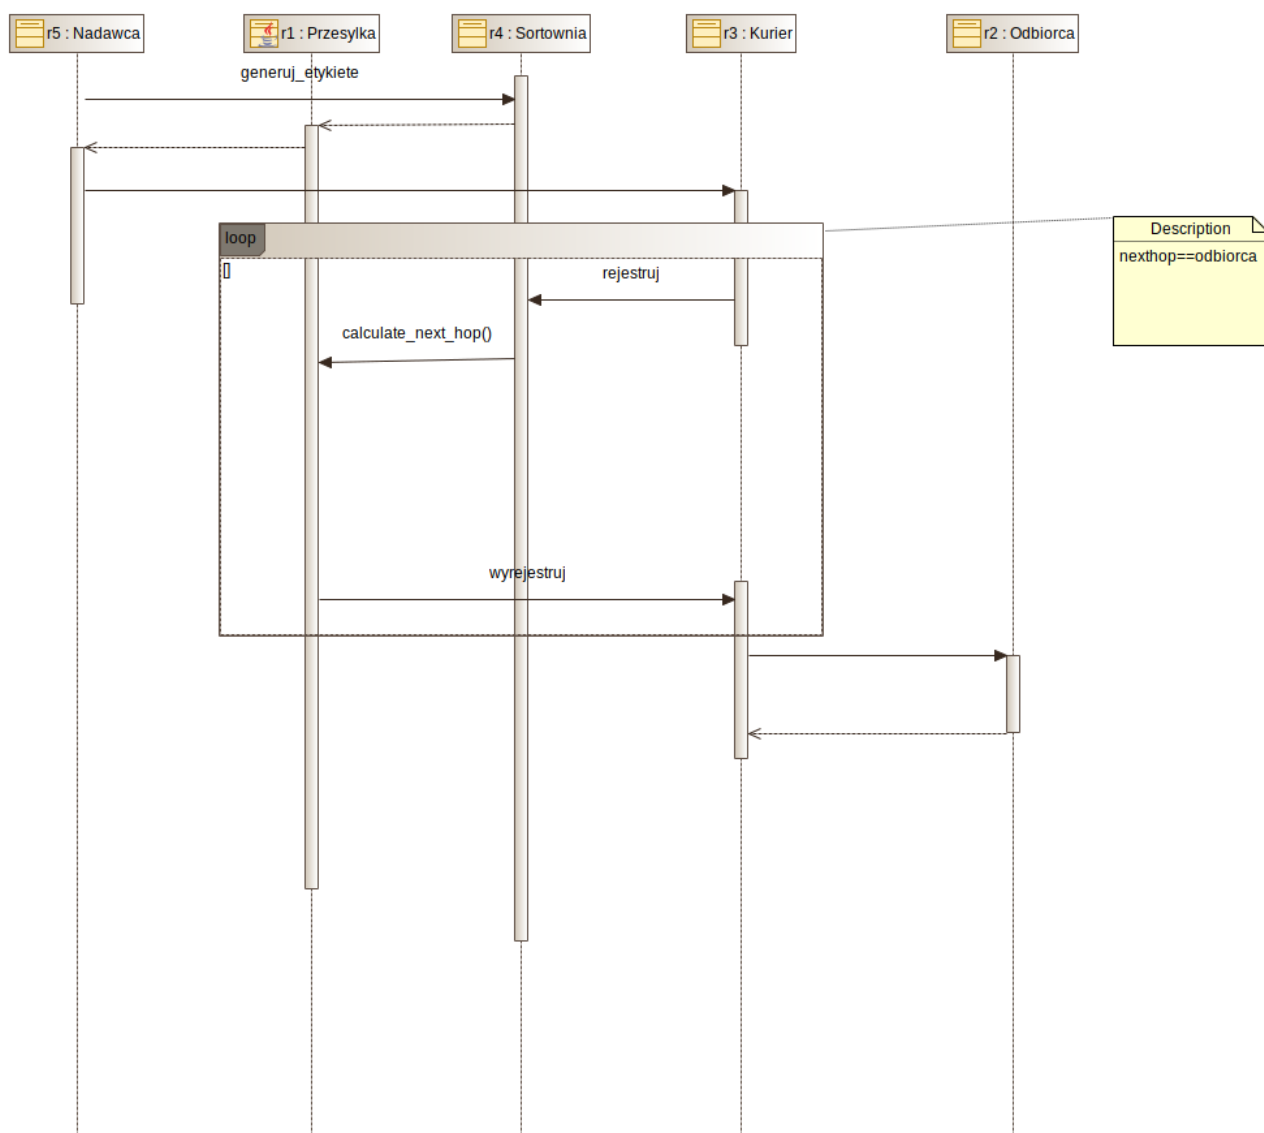 r5 : Nadawca
r1 : Przesylka
r4 : Sortownia
r3 : Kurier
r2 : Odbiorca
generuj_etykiete
loop
[]
Description
nexthop==odbiorca
rejestruj
calculate_next_hop()
wyrejestruj